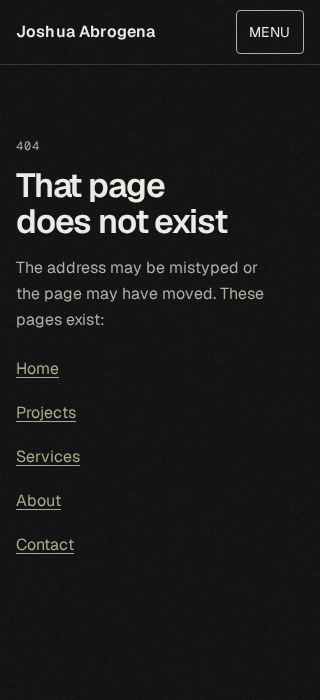 Joshua Abrogena
MENU
404
That page
does not exist
The address may be mistyped or
the page may have moved. These
pages exist:
Home
Projects
Services
About
Contact